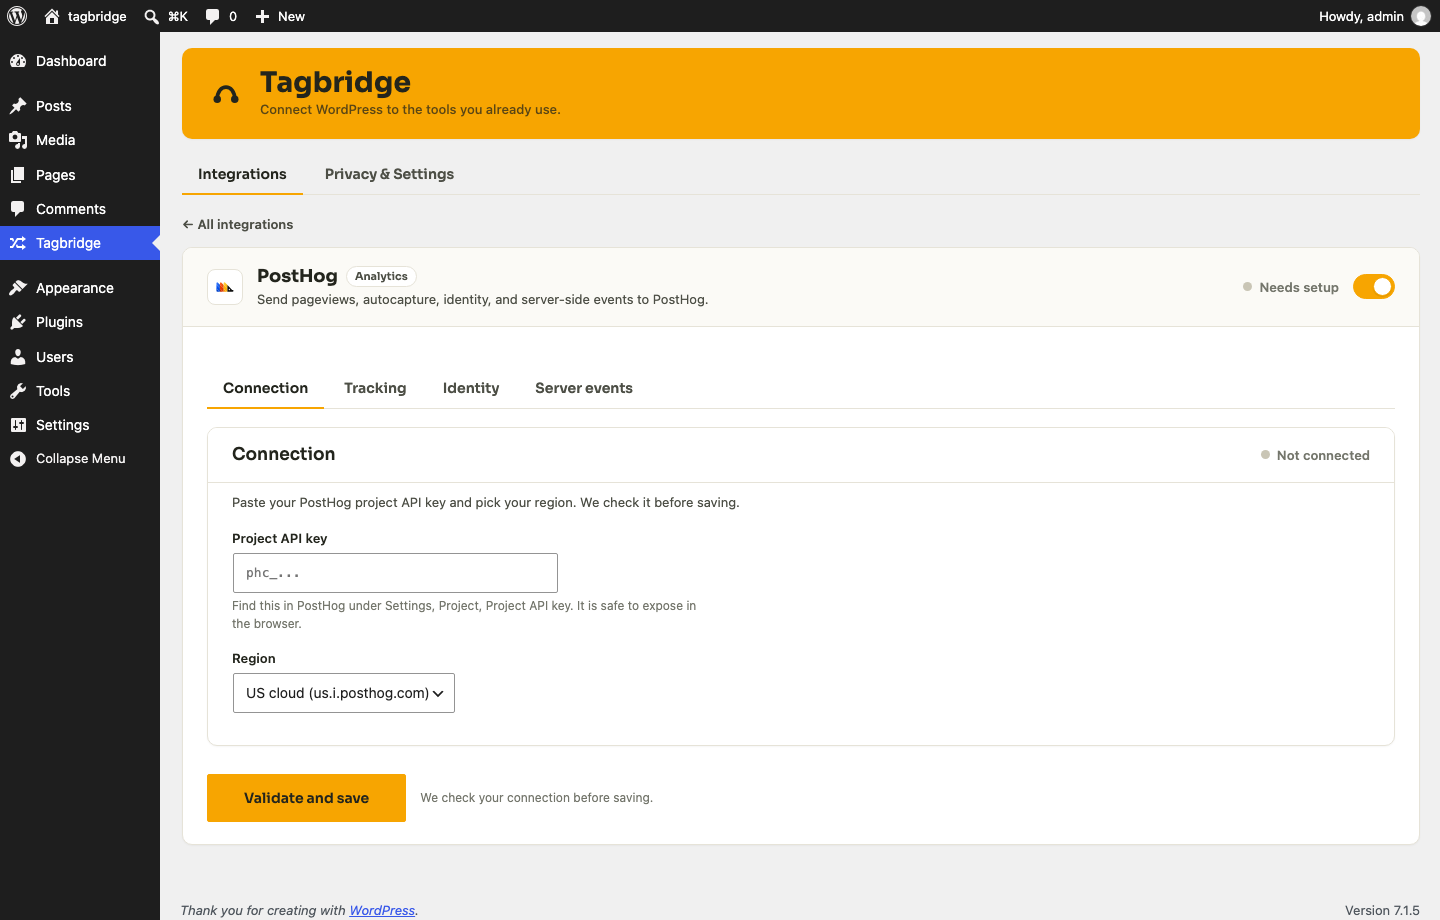 tagbridge ⌘K 0 New Howdy, admin
Dashboard
Posts
Media
Pages
Comments
Tagbridge
Appearance
Plugins
Users
Tools
Settings
Collapse Menu
Tagbridge
Connect WordPress to the tools you already use.
Integrations Privacy & Settings
← All integrations
PostHog Analytics
Send pageviews, autocapture, identity, and server-side events to PostHog.
Needs setup
Connection Tracking Identity Server events
Connection
Not connected
Paste your PostHog project API key and pick your region. We check it before saving.
Project API key
phc_...
Find this in PostHog under Settings, Project, Project API key. It is safe to expose in
the browser.
Region
US cloud (us.i.posthog.com)
Validate and save
We check your connection before saving.
Thank you for creating with WordPress.
Version 7.1.5